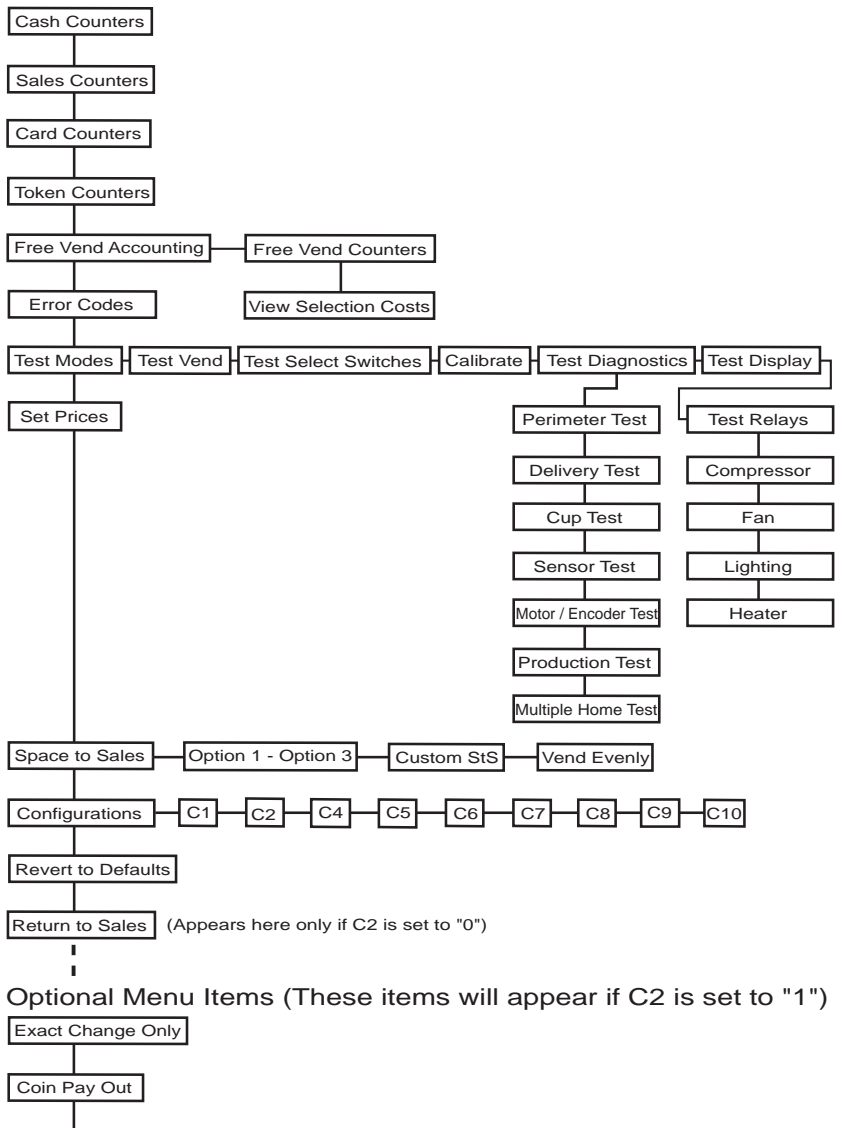 Cash Counters
Sales Counters
Card Counters
Token Counters
Free Vend Accounting
Free Vend Counters
Error Codes
View Selection Costs
Test Modes
Test Vend
Test Select Switches
Calibrate
Test Diagnostics
Test Display
Set Prices
Perimeter Test
Test Relays
Delivery Test
Compressor
Cup Test
Fan
Sensor Test
Lighting
Motor / Encoder Test
Heater
Production Test
Multiple Home Test
Space to Sales
Option 1 - Option 3
Custom StS
Vend Evenly
Configurations
C1
C2
C4
C5
C6
C7
C8
C9
C10
Revert to Defaults
Return to Sales
(Appears here only if C2 is set to "0")
Optional Menu Items (These items will appear if C2 is set to "1")
Exact Change Only
Coin Pay Out